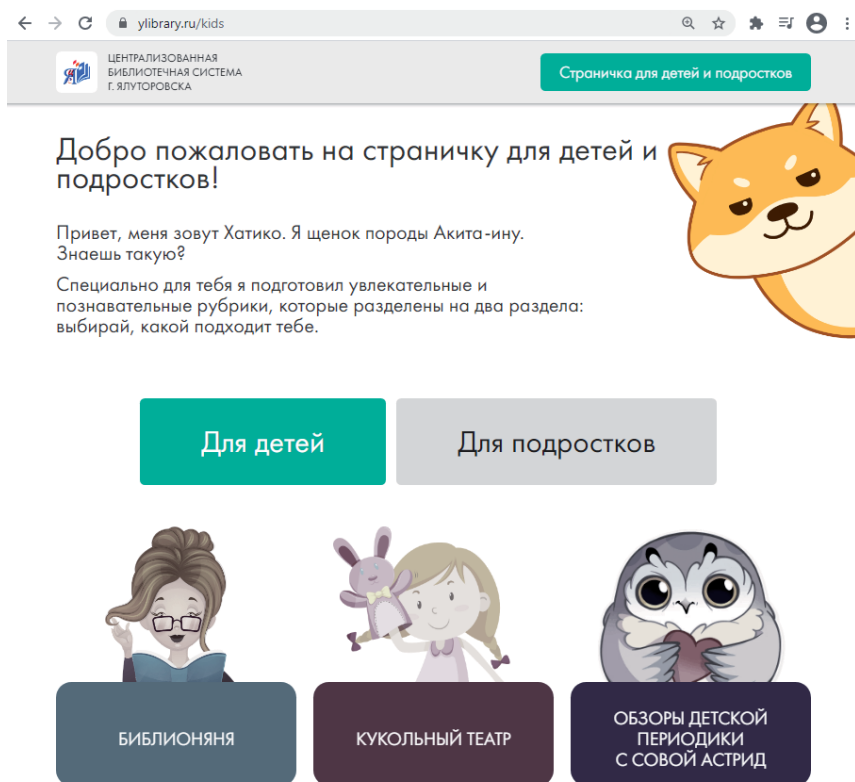 ylibrary.ru/kids
ЦЕНТРАЛИЗОВАННАЯ
БИБЛИОТЕЧНАЯ СИСТЕМА
Г. ЯЛУТОРОВСКА
Страничка для детей и подростков
Добро пожаловать на страничку для детей и
подростков!
Привет, меня зовут Хатико. Я щенок породы Акита-ину.
Знаешь такую?
Специально для тебя я подготовил увлекательные и
познавательные рубрики, которые разделены на два раздела:
выбирай, какой подходит тебе.
Для детей
Для подростков
БИБЛИОНЯНЯ
КУКОЛЬНЫЙ ТЕАТР
ОБЗОРЫ ДЕТСКОЙ
ПЕРИОДИКИ
С СОВОЙ АСТРИД